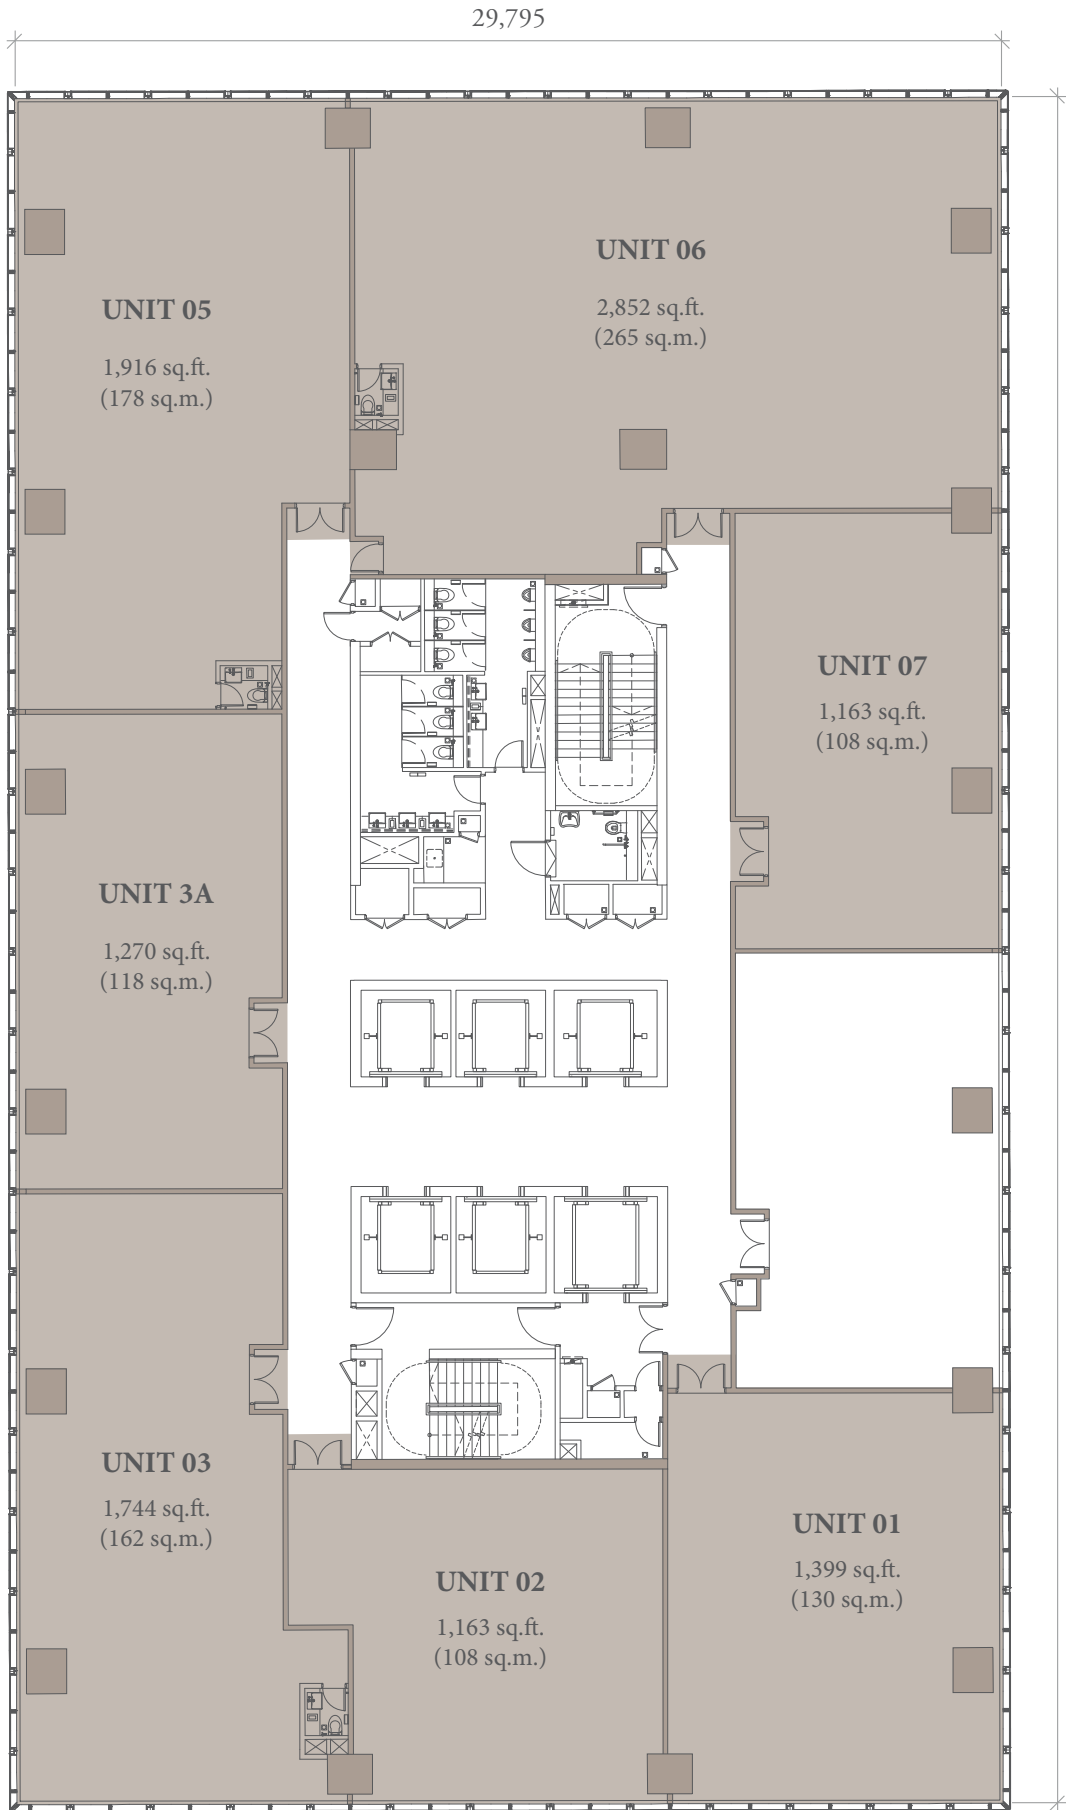 29,795
UNIT 06
2,852 sq.ft.
(265 sq.m.)
UNIT 05
1,916 sq.ft.
(178 sq.m.)
UNIT 07
1,163 sq.ft.
(108 sq.m.)
UNIT 3A
1,270 sq.ft.
(118 sq.m.)
UNIT 03
1,744 sq.ft.
(162 sq.m.)
UNIT 01
1,399 sq.ft.
(130 sq.m.)
UNIT 02
1,163 sq.ft.
(108 sq.m.)